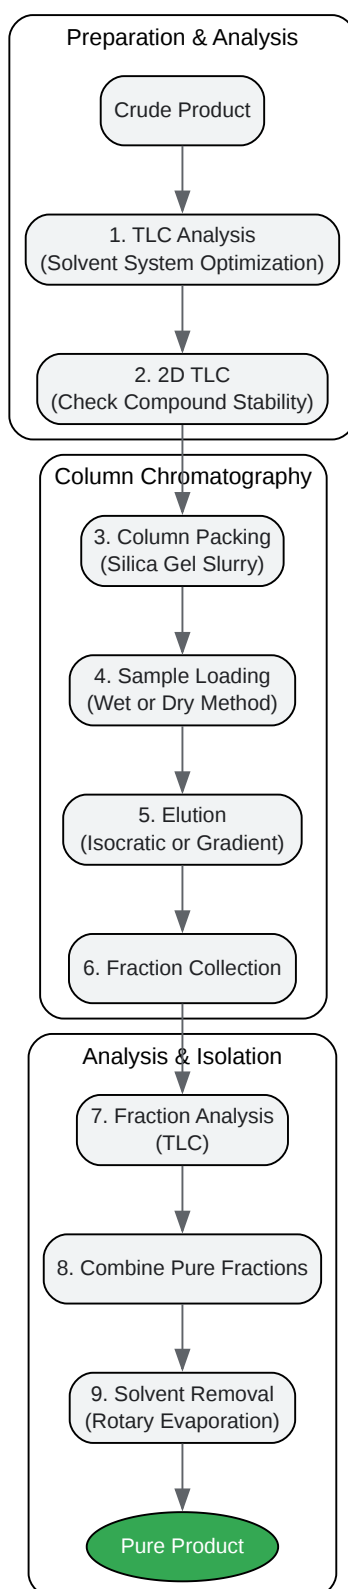 Preparation & Analysis
Crude Product
1. TLC Analysis
(Solvent System Optimization)
2. 2D TLC
(Check Compound Stability)
Column Chromatography
3. Column Packing
(Silica Gel Slurry)
4. Sample Loading
(Wet or Dry Method)
5. Elution
(Isocratic or Gradient)
6. Fraction Collection
Analysis & Isolation
7. Fraction Analysis
(TLC)
8. Combine Pure Fractions
9. Solvent Removal
(Rotary Evaporation)
Pure Product